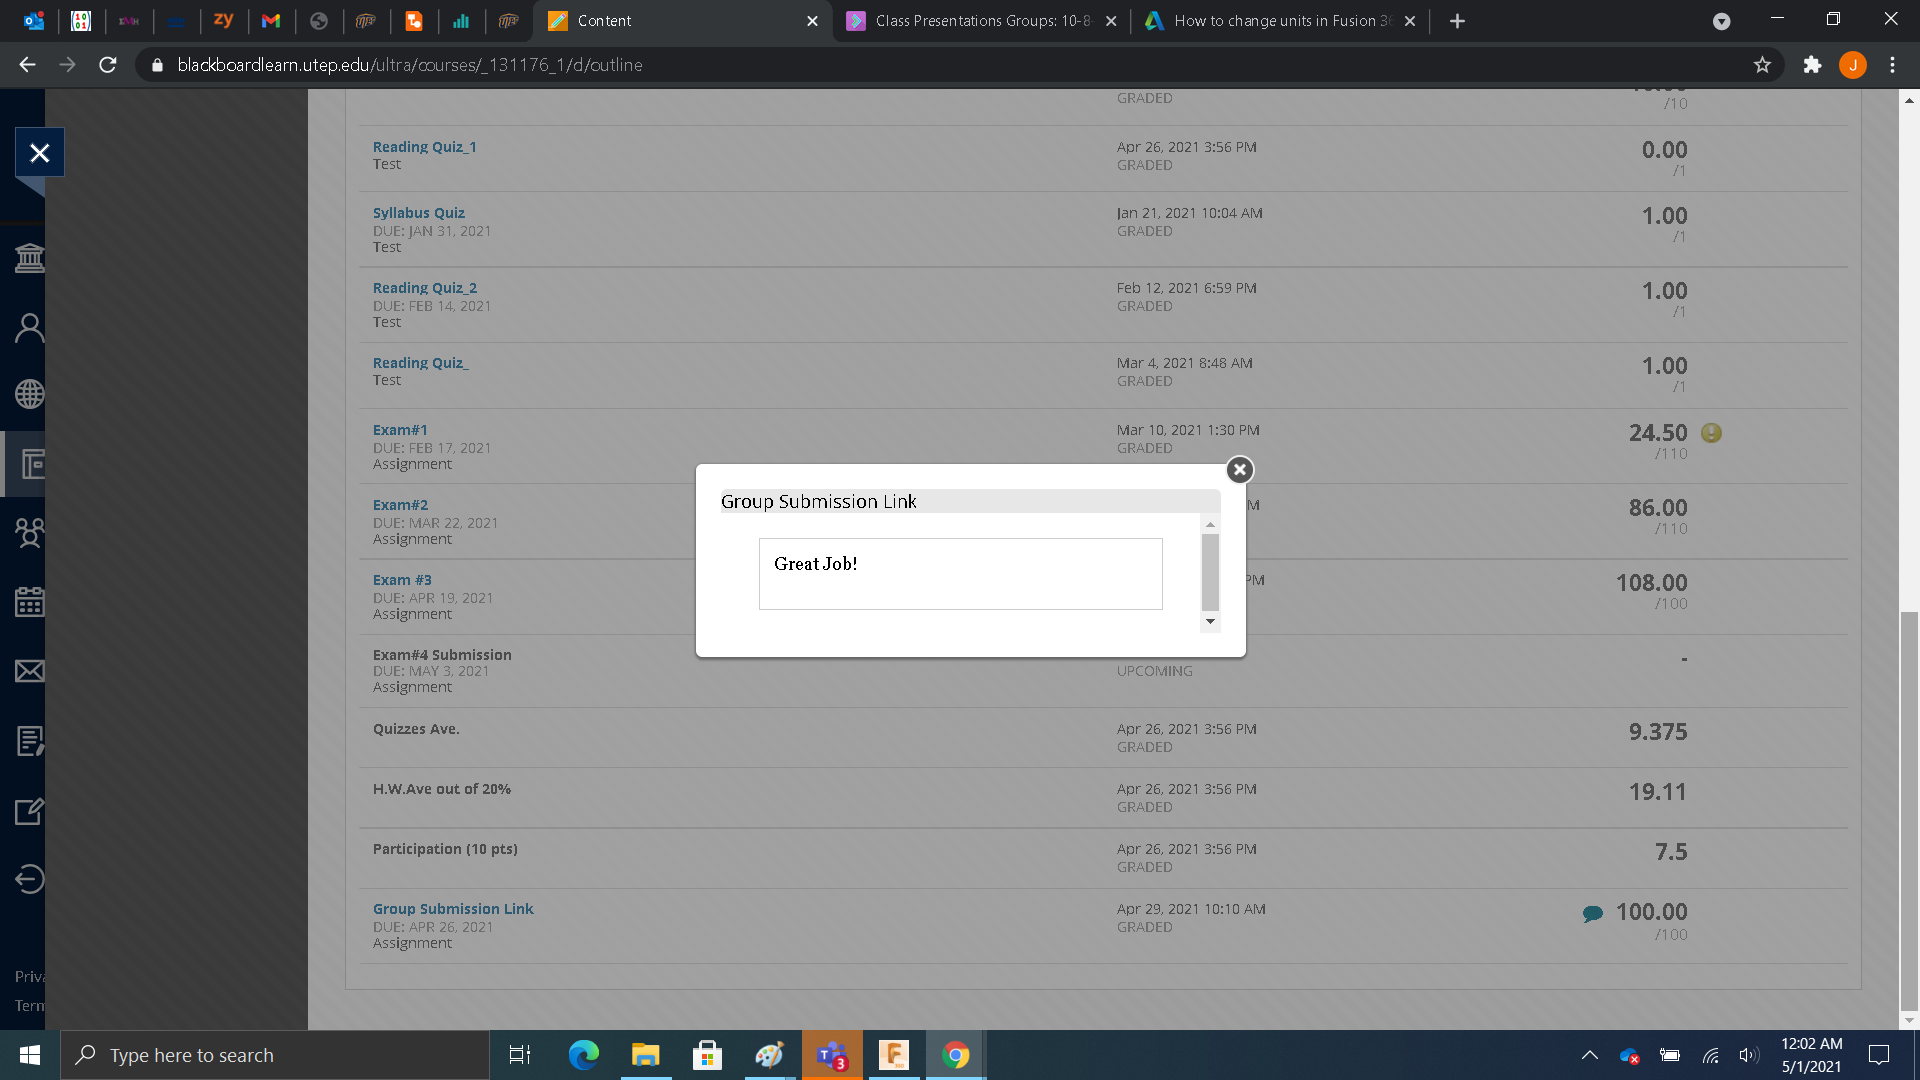 Content
Class Presentations Groups: 10-8-
How to change units in Fusion 36
blackboardlearn.utep.edu/ultra/courses/_131176_1/d/outline
J
zy
GRADED
/10
Reading Quiz_1
Test
Apr 26, 2021 3:56 PM
GRADED
0.00
/1
Syllabus Quiz
DUE: JAN 31, 2021
Test
Jan 21, 2021 10:04 AM
GRADED
1.00
/1
Reading Quiz_2
DUE: FEB 14, 2021
Test
Feb 12, 2021 6:59 PM
GRADED
1.00
/1
Reading Quiz_
Test
Mar 4, 2021 8:48 AM
GRADED
1.00
/1
Exam#1
DUE: FEB 17, 2021
Assignment
Mar 10, 2021 1:30 PM
GRADED
24.50
/110
Exam#2
DUE: MAR 22, 2021
Assignment
M
86.00
/110
Exam #3
DUE: APR 19, 2021
Assignment
PM
108.00
/100
Group Submission Link
Great Job!
Exam#4 Submission
DUE: MAY 3, 2021
Assignment
UPCOMING
-
Quizzes Ave.
Apr 26, 2021 3:56 PM
GRADED
9.375
H.W.Ave out of 20%
Apr 26, 2021 3:56 PM
GRADED
19.11
Participation (10 pts)
Apr 26, 2021 3:56 PM
GRADED
7.5
Group Submission Link
DUE: APR 26, 2021
Assignment
Apr 29, 2021 10:10 AM
GRADED
100.00
/100
Priva
Term
Type here to search
3
12:02 AM
5/1/2021